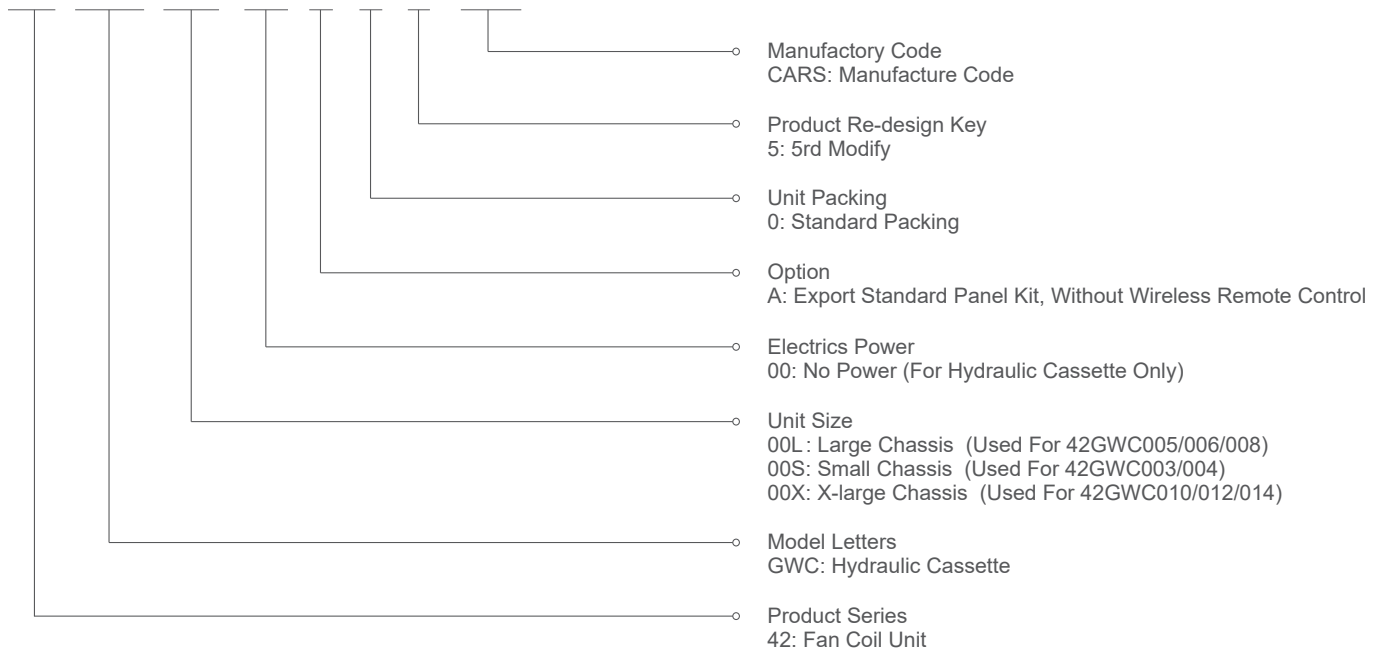 Manufactory Code
CARS: Manufacture Code
Product Re-design Key
5: 5rd Modify
Unit Packing
0: Standard Packing
Option
A: Export Standard Panel Kit, Without Wireless Remote Control
Electrics Power
00: No Power (For Hydraulic Cassette Only)
Unit Size
00L: Large Chassis (Used For 42GWC005/006/008)
00S: Small Chassis (Used For 42GWC003/004)
00X: X-large Chassis (Used For 42GWC010/012/014)
Model Letters
GWC: Hydraulic Cassette
Product Series
42: Fan Coil Unit